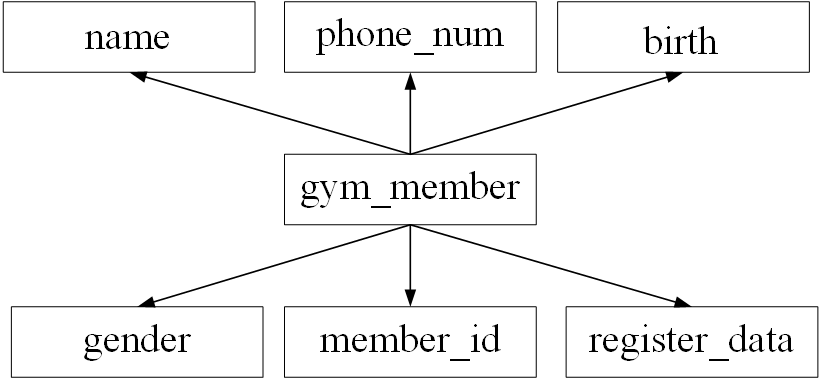 name
phone_num
birth
gym_member
gender
member_id
register_data